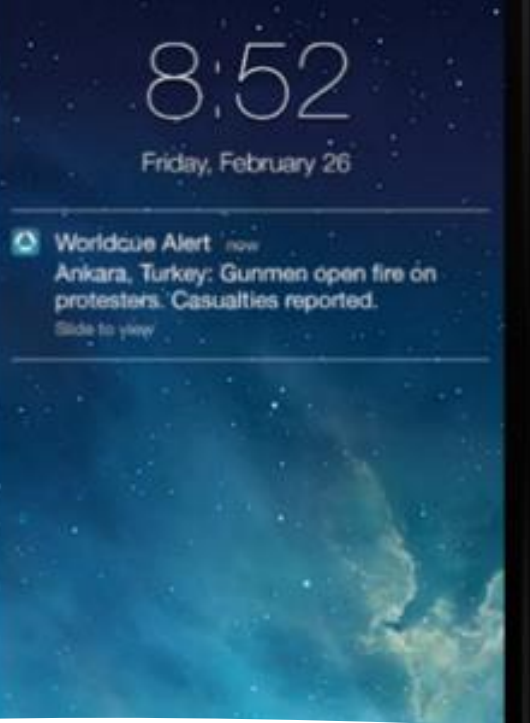 8:52
Friday, February 26
Worldcue Alert now
Ankara, Turkey: Gunmen open fire on
protesters. Casualties reported.
Slide to view